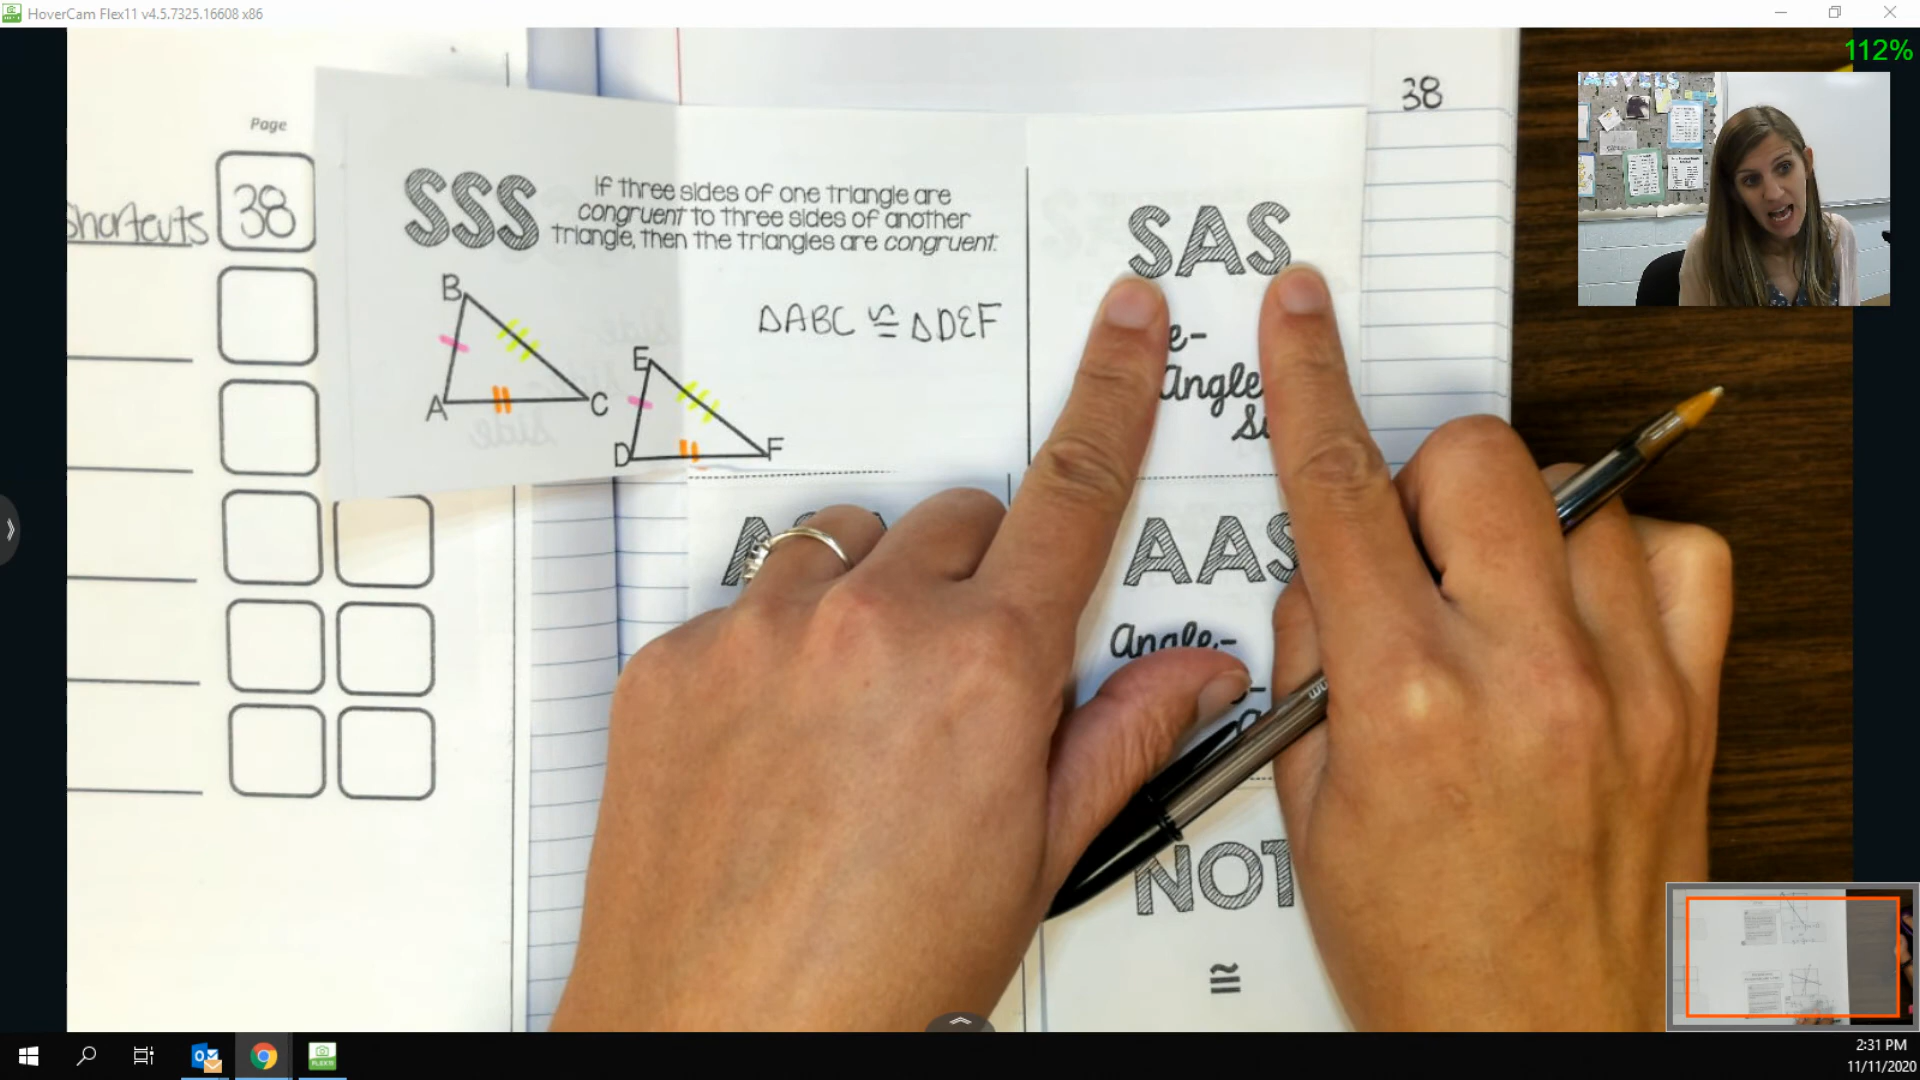 HoverCam Flex11 v4.5.7325.16608 x86
112%
38
Page
Shortcuts
38
SSS
If three sides of one triangle are
congruent to three sides of another
triangle, then the triangles are congruent.
B
A
C
E
D
F
△ABC ≅ △DEF
SAS
Angle
AAS
Angle-
NOT
≅
2:31 PM
11/11/2020